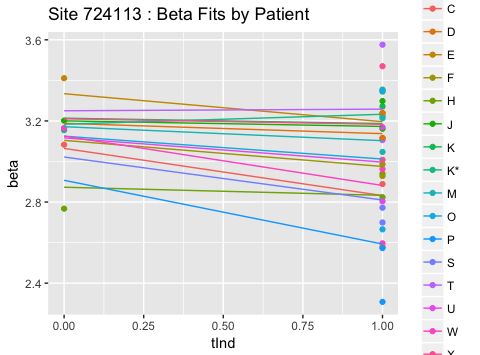 Site 724113 : Beta Fits by Patient
3.6
3.2
2.8
2.4
beta
0.00 0.25 0.50 0.75 1.00
tInd
C
D
E
F
H
J
K
K*
M
O
P
S
T
U
W